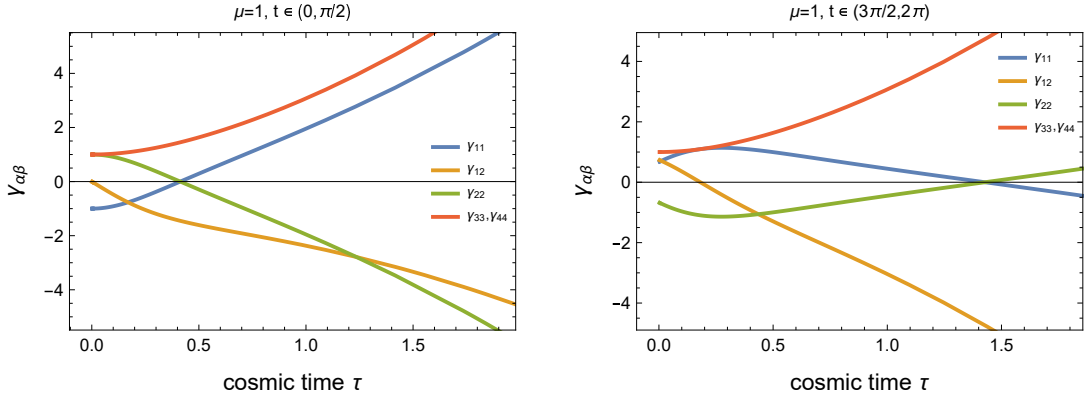 μ=1, t ∈ (0, π/2)
γαβ
4
2
0
−2
−4
γ11
γ12
γ22
γ33,γ44
0.0 0.5 1.0 1.5
cosmic time τ
μ=1, t ∈ (3π/2,2π)
γαβ
4
2
0
−2
−4
γ11
γ12
γ22
γ33,γ44
0.0 0.5 1.0 1.5
cosmic time τ